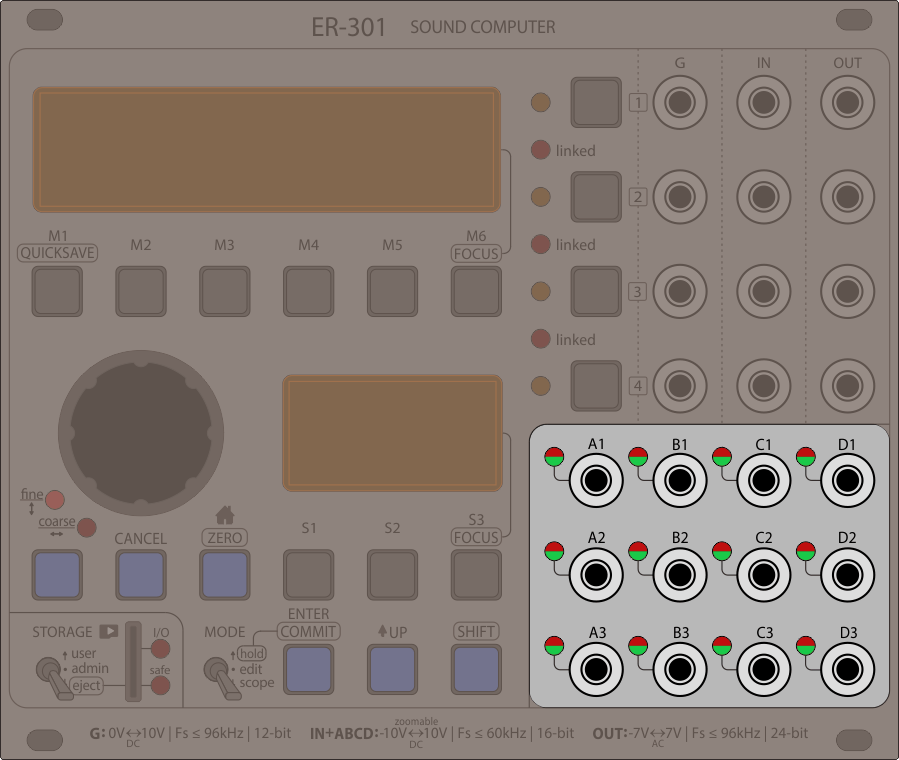 ER-301 SOUND COMPUTER
G IN OUT
1
linked
2
linked
3
linked
4
M1 M2 M3 M4 M5 M6
QUICKSAVE FOCUS
A1 B1 C1 D1
fine
coarse
CANCEL ZERO S1 S2 S3
FOCUS
A2 B2 C2 D2
STORAGE I/O
user
admin
eject
safe
MODE
hold
edit
scope
ENTER
COMMIT UP SHIFT
A3 B3 C3 D3
G: 0V↔10V | Fs ≤ 96kHz | 12-bit
DC
zoomable
IN+ABCD: -10V↔10V | Fs ≤ 60kHz | 16-bit
DC
OUT: -7V↔7V | Fs ≤ 96kHz | 24-bit
AC